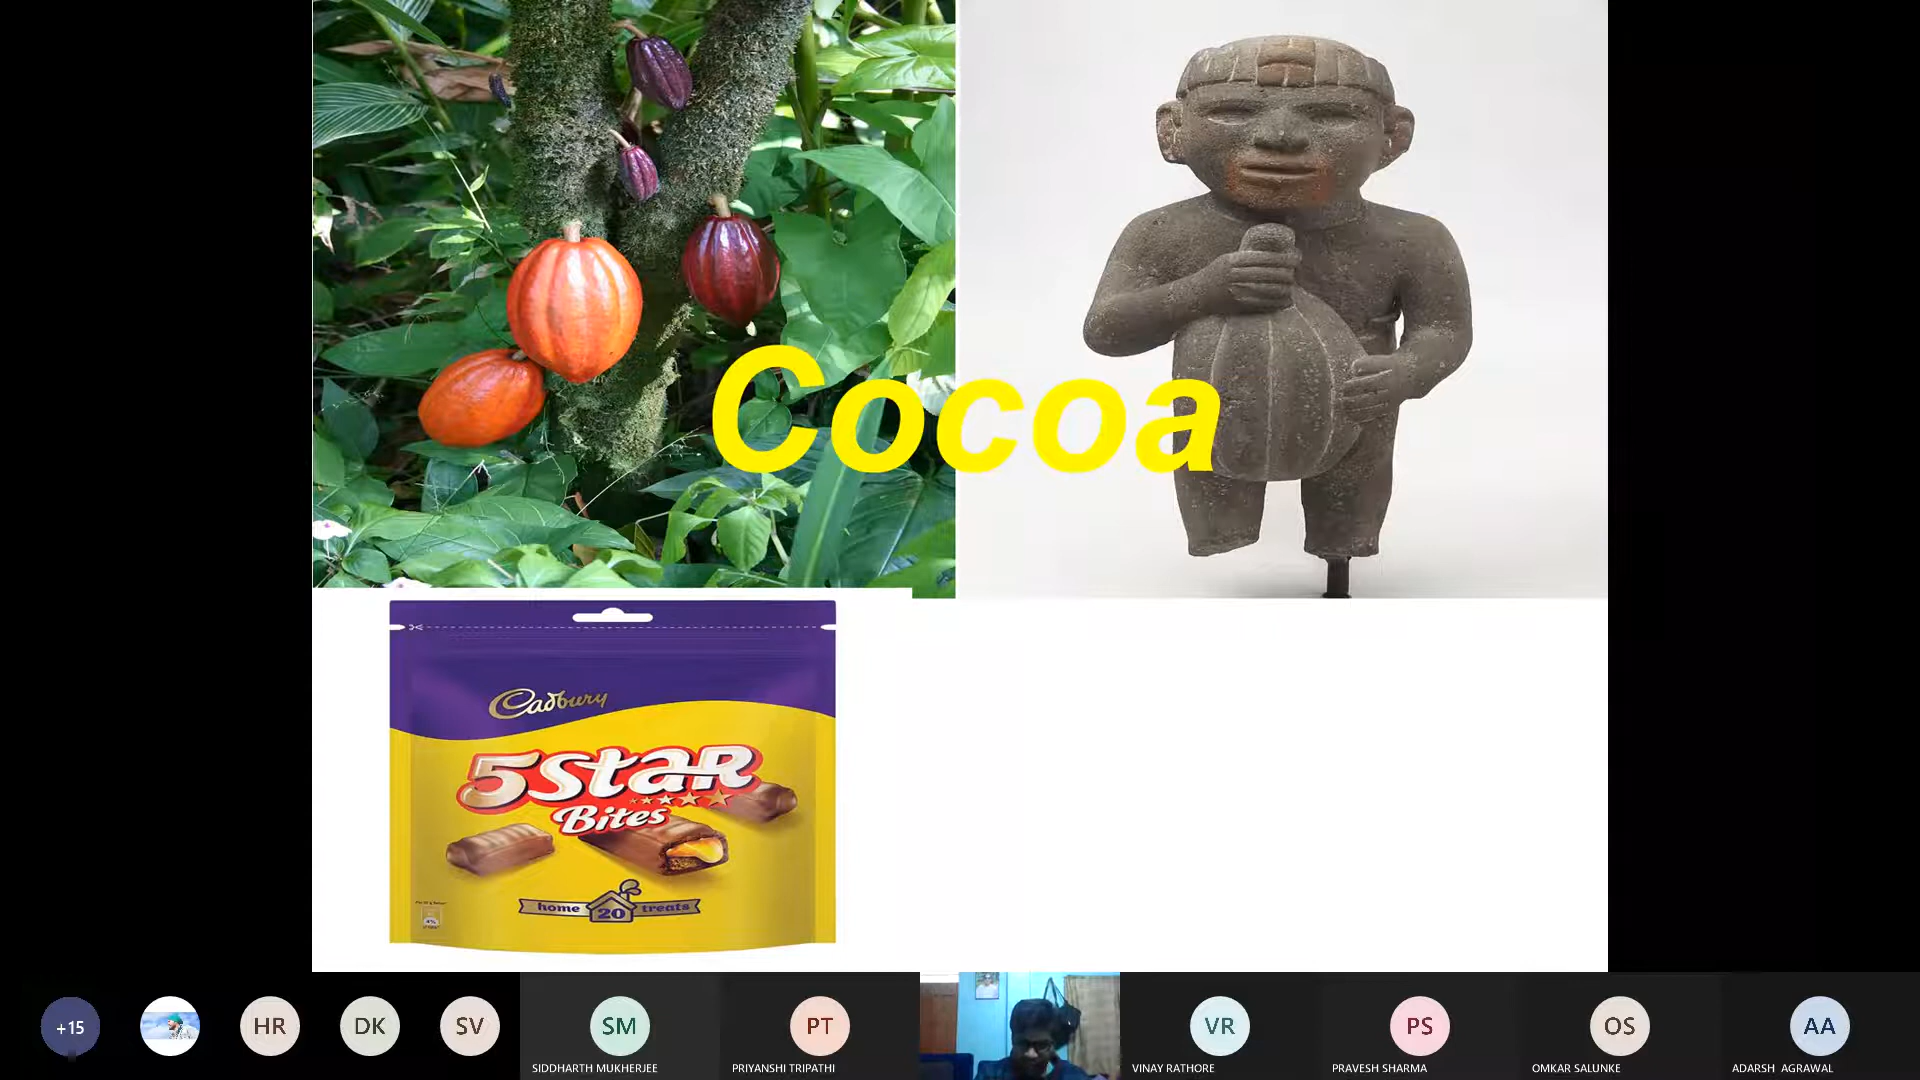 Cocoa
Cadbury
5Star
Bites
home 20 treats
+15
HR
DK
SV
SM
PT
VR
PS
OS
AA
SIDDHARTH MUKHERJEE
PRIYANSHI TRIPATHI
VINAY RATHORE
PRAVESH SHARMA
OMKAR SALUNKE
ADARSH AGRAWAL